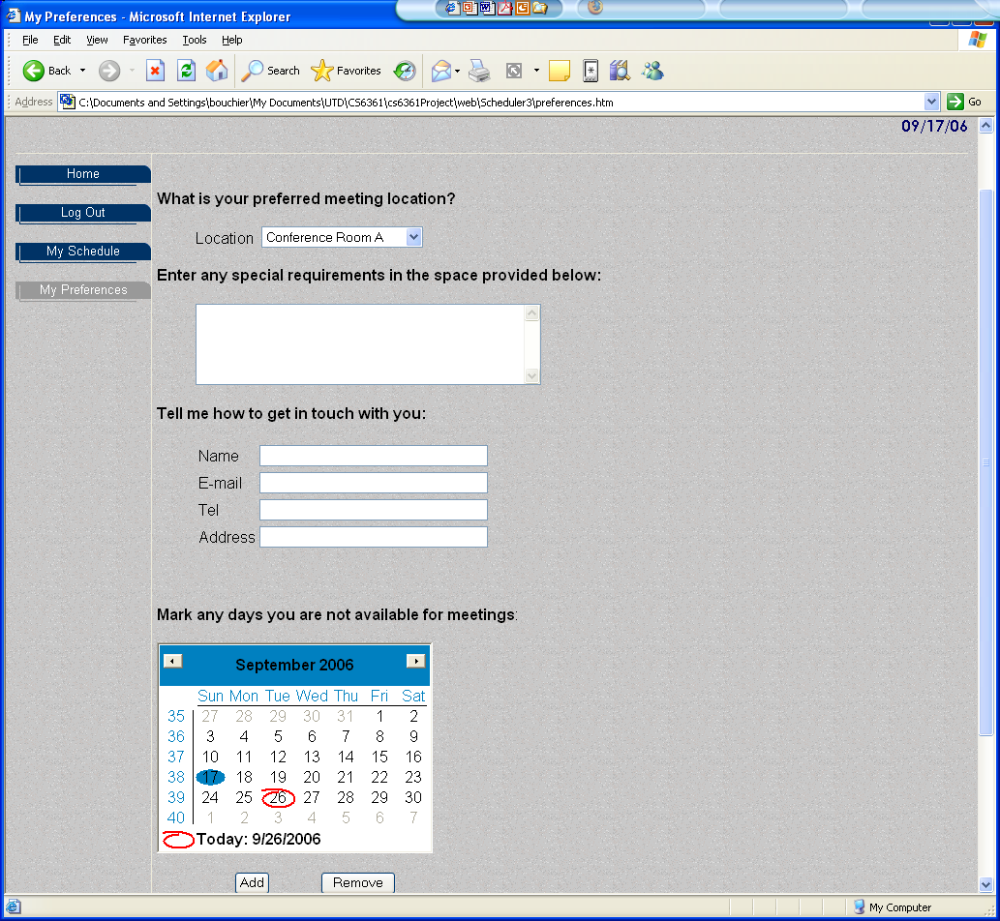 My Preferences - Microsoft Internet Explorer
File Edit View Favorites Tools Help
Back Search Favorites
Address C:\Documents and Settings\bouchier\My Documents\UTD\CS6361\cs6361Project\web\Scheduler3\preferences.htm Go
09/17/06
Home
Log Out
My Schedule
My Preferences
What is your preferred meeting location?
Location Conference Room A
Enter any special requirements in the space provided below:
Tell me how to get in touch with you:
Name
E-mail
Tel
Address
Mark any days you are not available for meetings:
September 2006
Sun Mon Tue Wed Thu Fri Sat
35 27 28 29 30 31 1 2
36 3 4 5 6 7 8 9
37 10 11 12 13 14 15 16
38 17 18 19 20 21 22 23
39 24 25 26 27 28 29 30
40 1 2 3 4 5 6 7
Today: 9/26/2006
Add Remove
My Computer